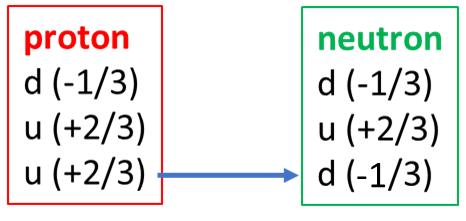 proton
d (-1/3)
u (+2/3)
u (+2/3)
neutron
d (-1/3)
u (+2/3)
d (-1/3)